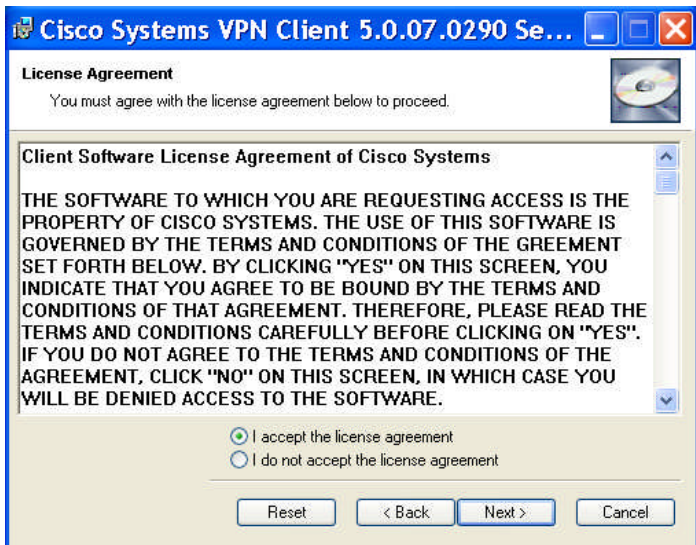 Cisco Systems VPN Client 5.0.07.0290 Se...
License Agreement
You must agree with the license agreement below to proceed.
Client Software License Agreement of Cisco Systems
THE SOFTWARE TO WHICH YOU ARE REQUESTING ACCESS IS THE
PROPERTY OF CISCO SYSTEMS. THE USE OF THIS SOFTWARE IS
GOVERNED BY THE TERMS AND CONDITIONS OF THE GREEMENT
SET FORTH BELOW. BY CLICKING "YES" ON THIS SCREEN, YOU
INDICATE THAT YOU AGREE TO BE BOUND BY THE TERMS AND
CONDITIONS OF THAT AGREEMENT. THEREFORE, PLEASE READ THE
TERMS AND CONDITIONS CAREFULLY BEFORE CLICKING ON "YES".
IF YOU DO NOT AGREE TO THE TERMS AND CONDITIONS OF THE
AGREEMENT, CLICK "NO" ON THIS SCREEN, IN WHICH CASE YOU
WILL BE DENIED ACCESS TO THE SOFTWARE.
I accept the license agreement
I do not accept the license agreement
Reset
< Back
Next >
Cancel